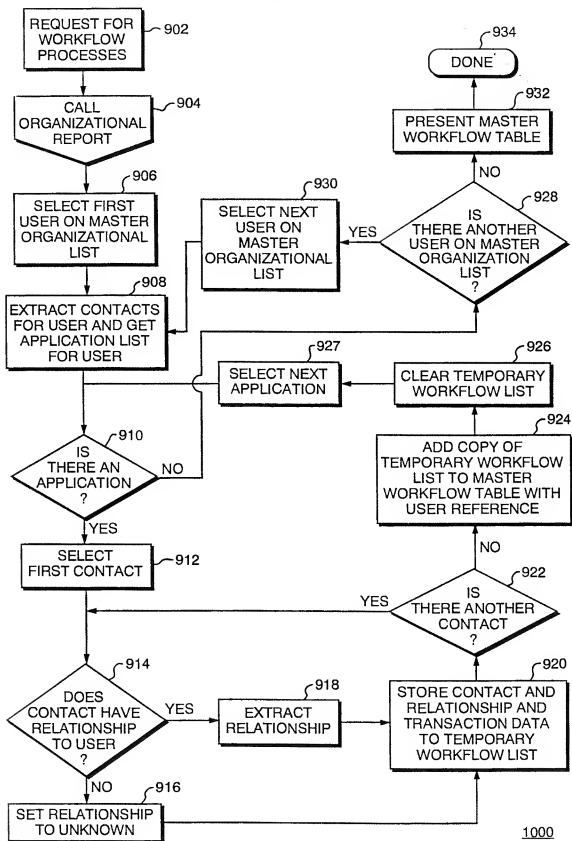 REQUEST FOR
WORKFLOW
PROCESSES
902
CALL
ORGANIZATIONAL
REPORT
904
906
SELECT FIRST
USER ON MASTER
ORGANIZATIONAL
LIST
908
EXTRACT CONTACTS
FOR USER AND GET
APPLICATION LIST
FOR USER
910
IS
THERE AN
APPLICATION
?
NO
YES
SELECT
FIRST CONTACT
912
914
DOES
CONTACT HAVE
RELATIONSHIP
TO USER
?
YES
NO
916
SET RELATIONSHIP
TO UNKNOWN
918
EXTRACT
RELATIONSHIP
920
STORE CONTACT AND
RELATIONSHIP AND
TRANSACTION DATA
TO TEMPORARY
WORKFLOW LIST
922
IS
THERE ANOTHER
CONTACT
?
YES
NO
924
ADD COPY OF
TEMPORARY WORKFLOW
LIST TO MASTER
WORKFLOW TABLE WITH
USER REFERENCE
926
CLEAR TEMPORARY
WORKFLOW LIST
927
SELECT NEXT
APPLICATION
928
IS
THERE ANOTHER
USER ON MASTER
ORGANIZATION
LIST
?
YES
NO
930
SELECT NEXT
USER ON
MASTER
ORGANIZATIONAL
LIST
932
PRESENT MASTER
WORKFLOW TABLE
934
DONE
1000